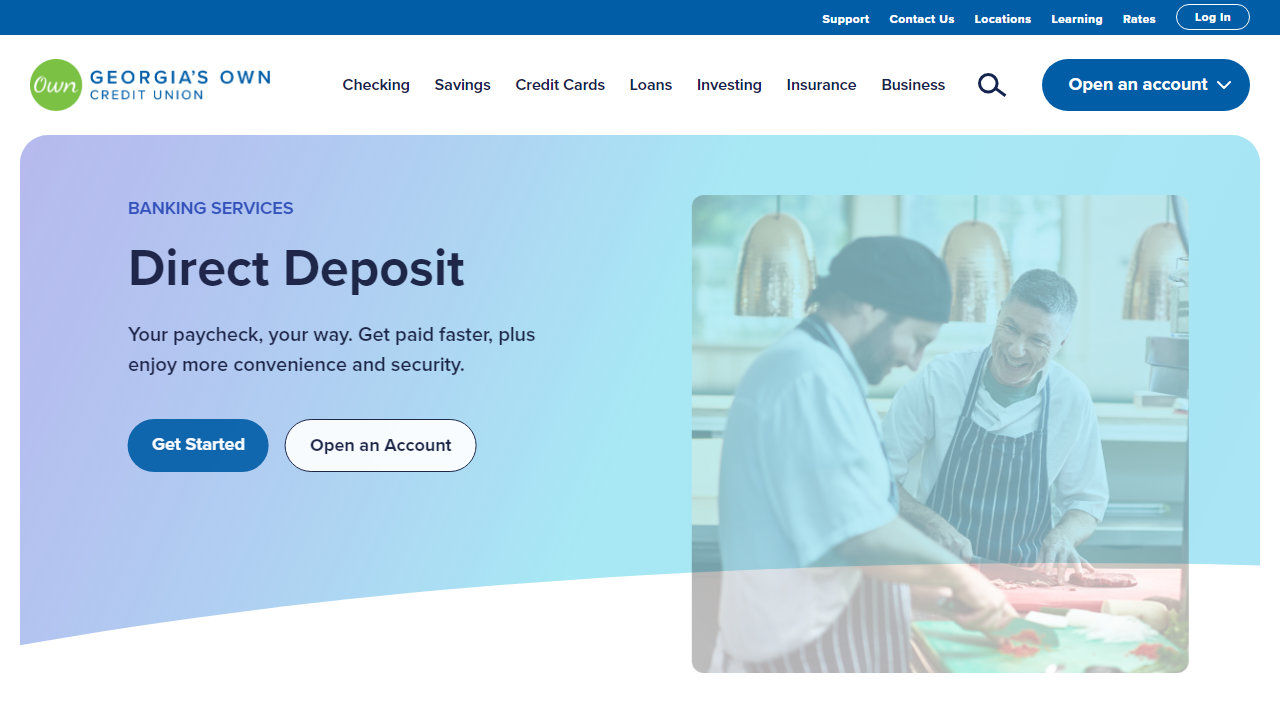 Support
Contact Us
Locations
Learning
Rates
Log In
Own
GEORGIA'S OWN
CREDIT UNION
Checking
Savings
Credit Cards
Loans
Investing
Insurance
Business
Open an account
BANKING SERVICES
Direct Deposit
Your paycheck, your way. Get paid faster, plus
enjoy more convenience and security.
Get Started
Open an Account